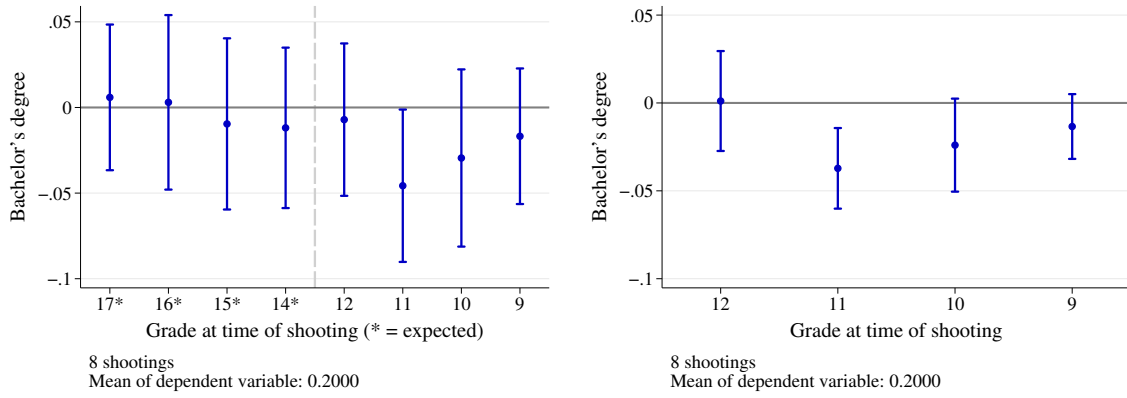 .05
0
−.05
−.1
Bachelor’s degree
17* 16* 15* 14* 12 11 10 9
Grade at time of shooting (* = expected)
8 shootings
Mean of dependent variable: 0.2000
.05
0
−.05
−.1
Bachelor’s degree
12 11 10 9
Grade at time of shooting
8 shootings
Mean of dependent variable: 0.2000